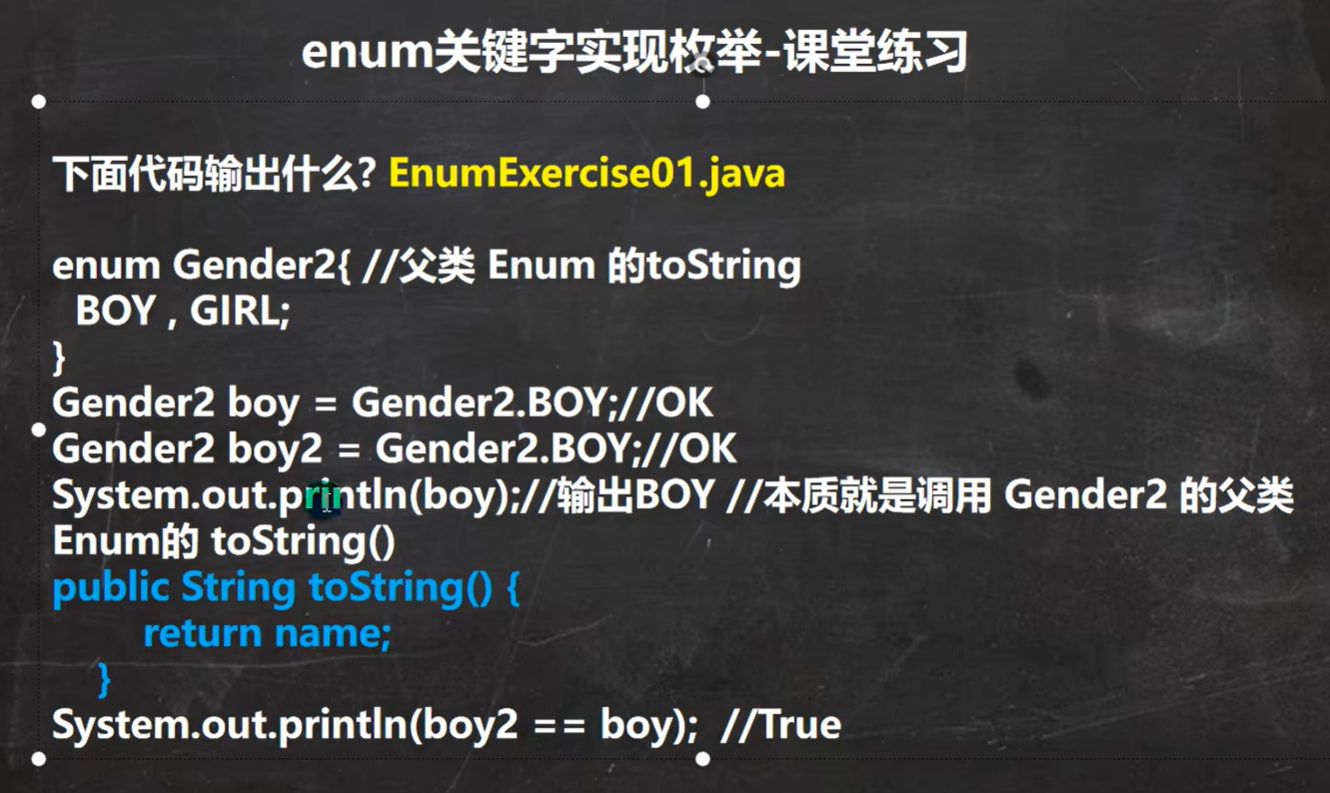 enum关键字实现枚举-课堂练习
下面代码输出什么? EnumExercise01.java
enum Gender2{ //父类 Enum 的toString
BOY , GIRL;
}
Gender2 boy = Gender2.BOY;//OK
Gender2 boy2 = Gender2.BOY;//OK
System.out.println(boy);//输出BOY //本质就是调用 Gender2 的父类
Enum的 toString()
public String toString() {
return name;
}
System.out.println(boy2 == boy); //True